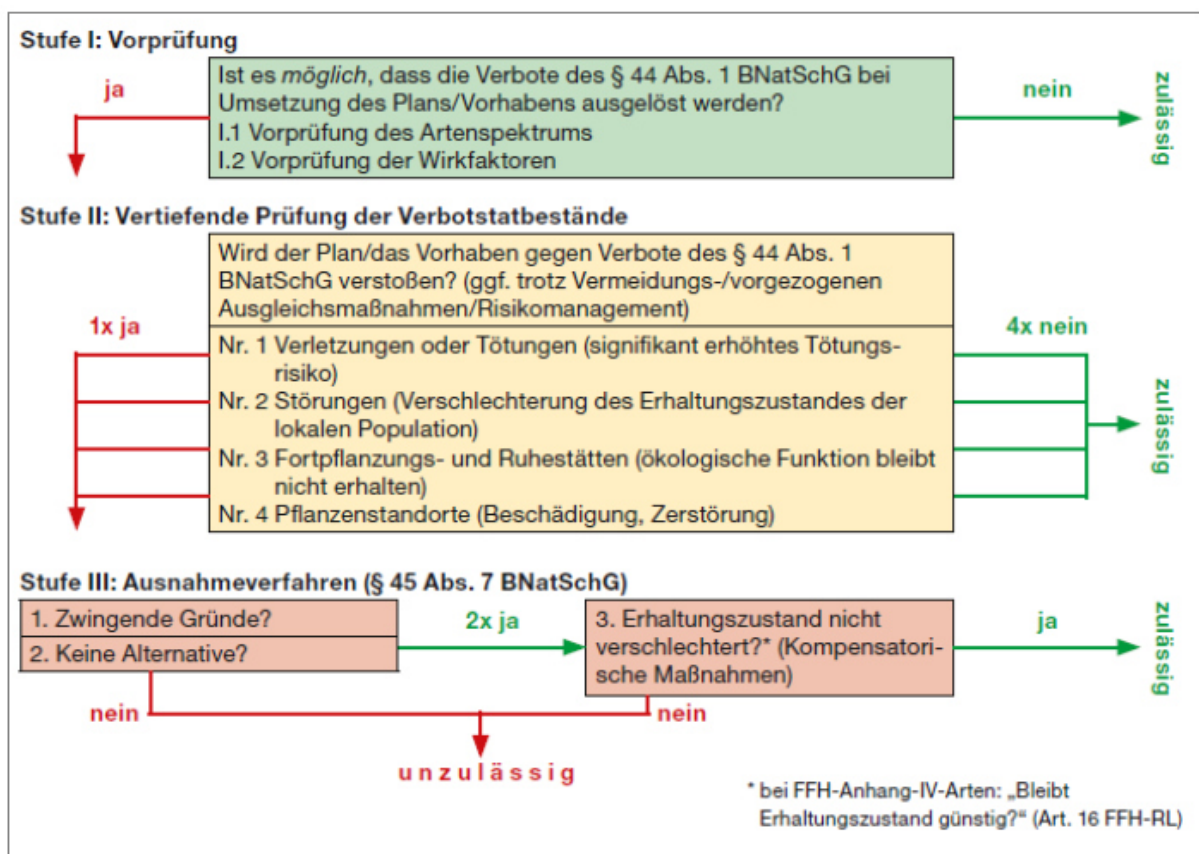 Stufe I: Vorprüfung
ja
Ist es möglich, dass die Verbote des § 44 Abs. 1 BNatSchG bei
Umsetzung des Plans/Vorhabens ausgelöst werden?
I.1 Vorprüfung des Artenspektrums
I.2 Vorprüfung der Wirkfaktoren
nein
zulässig
Stufe II: Vertiefende Prüfung der Verbotstatbestände
Wird der Plan/das Vorhaben gegen Verbote des § 44 Abs. 1
BNatSchG verstoßen? (ggf. trotz Vermeidungs-/vorgezogenen
Ausgleichsmaßnahmen/Risikomanagement)
1x ja
4x nein
Nr. 1 Verletzungen oder Tötungen (signifikant erhöhtes Tötungs-
risiko)
Nr. 2 Störungen (Verschlechterung des Erhaltungszustandes der
lokalen Population)
Nr. 3 Fortpflanzungs- und Ruhestätten (ökologische Funktion bleibt
nicht erhalten)
Nr. 4 Pflanzenstandorte (Beschädigung, Zerstörung)
zulässig
Stufe III: Ausnahmeverfahren (§ 45 Abs. 7 BNatSchG)
1. Zwingende Gründe?
2. Keine Alternative?
2x ja
3. Erhaltungszustand nicht
verschlechtert?* (Kompensatori-
sche Maßnahmen)
ja
zulässig
nein
nein
unzulässig
* bei FFH-Anhang-IV-Arten: „Bleibt
Erhaltungszustand günstig?“ (Art. 16 FFH-RL)